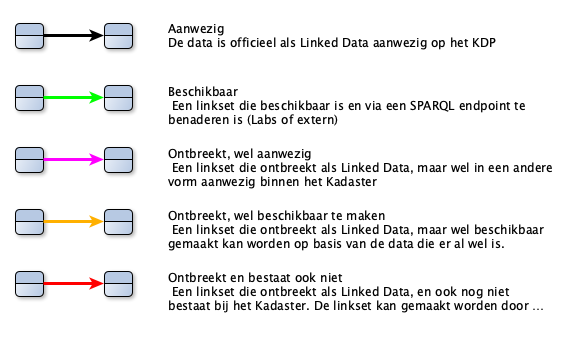 Aanwezig
De data is officieel als Linked Data aanwezig op het KDP
Beschikbaar
Een linkset die beschikbaar is en via een SPARQL endpoint te
benaderen is (Labs of extern)
Ontbreekt, wel aanwezig
Een linkset die ontbreekt als Linked Data, maar wel in een andere
vorm aanwezig binnen het Kadaster
Ontbreekt, wel beschikbaar te maken
Een linkset die ontbreekt als Linked Data, maar wel beschikbaar
gemaakt kan worden op basis van de data die er al wel is.
Ontbreekt en bestaat ook niet
Een linkset die ontbreekt als Linked Data, en ook nog niet
bestaat bij het Kadaster. De linkset kan gemaakt worden door ...